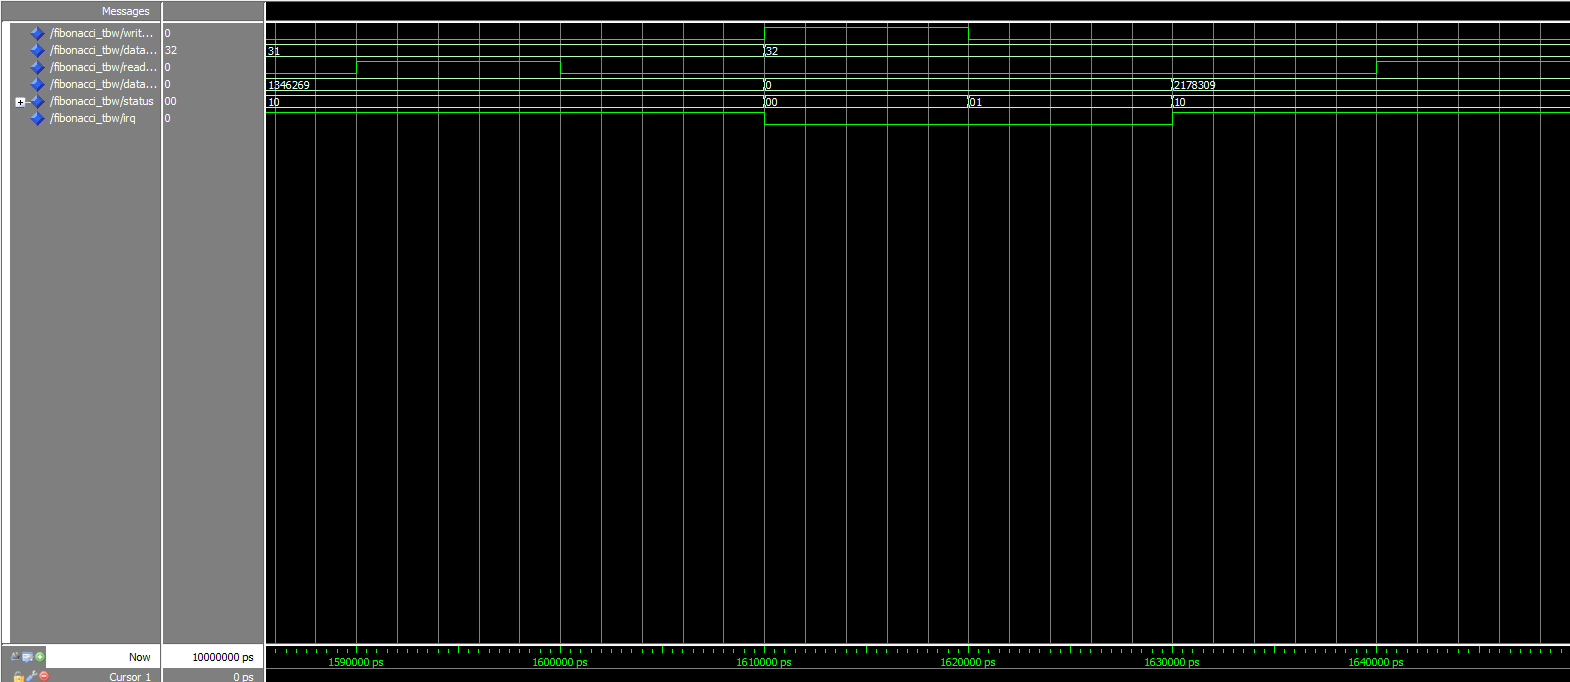 Messages
/fibonacci_tbw/writ... 0
/fibonacci_tbw/data... 32 31 32
/fibonacci_tbw/read... 0
/fibonacci_tbw/data... 0 1346269 0 2178309
/fibonacci_tbw/status 00 10 00 01 10
/fibonacci_tbw/irq 0
Now 10000000 ps 1590000 ps 1600000 ps 1610000 ps 1620000 ps 1630000 ps 1640000 ps
Cursor 1 0 ps